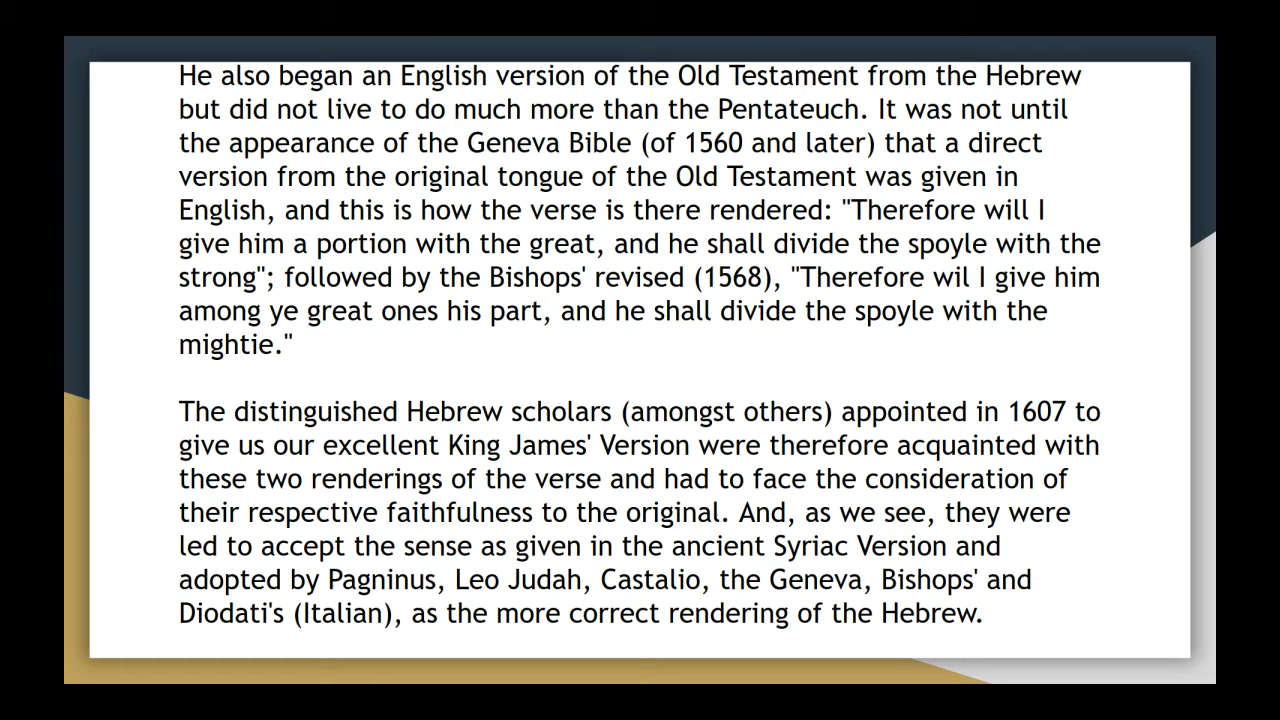 He also began an English version of the Old Testament from the Hebrew
but did not live to do much more than the Pentateuch. It was not until
the appearance of the Geneva Bible (of 1560 and later) that a direct
version from the original tongue of the Old Testament was given in
English, and this is how the verse is there rendered: "Therefore will I
give him a portion with the great, and he shall divide the spoyle with the
strong"; followed by the Bishops' revised (1568), "Therefore wil I give him
among ye great ones his part, and he shall divide the spoyle with the
mightie."
The distinguished Hebrew scholars (amongst others) appointed in 1607 to
give us our excellent King James' Version were therefore acquainted with
these two renderings of the verse and had to face the consideration of
their respective faithfulness to the original. And, as we see, they were
led to accept the sense as given in the ancient Syriac Version and
adopted by Pagninus, Leo Judah, Castalio, the Geneva, Bishops' and
Diodati's (Italian), as the more correct rendering of the Hebrew.